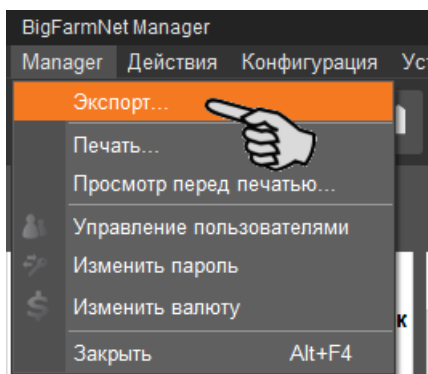 BigFarmNet Manager
Manager Действия Конфигурация Ус
Экспорт...
Печать...
Просмотр перед печатью...
Управление пользователями
Изменить пароль
Изменить валюту
к
Закрыть Alt+F4